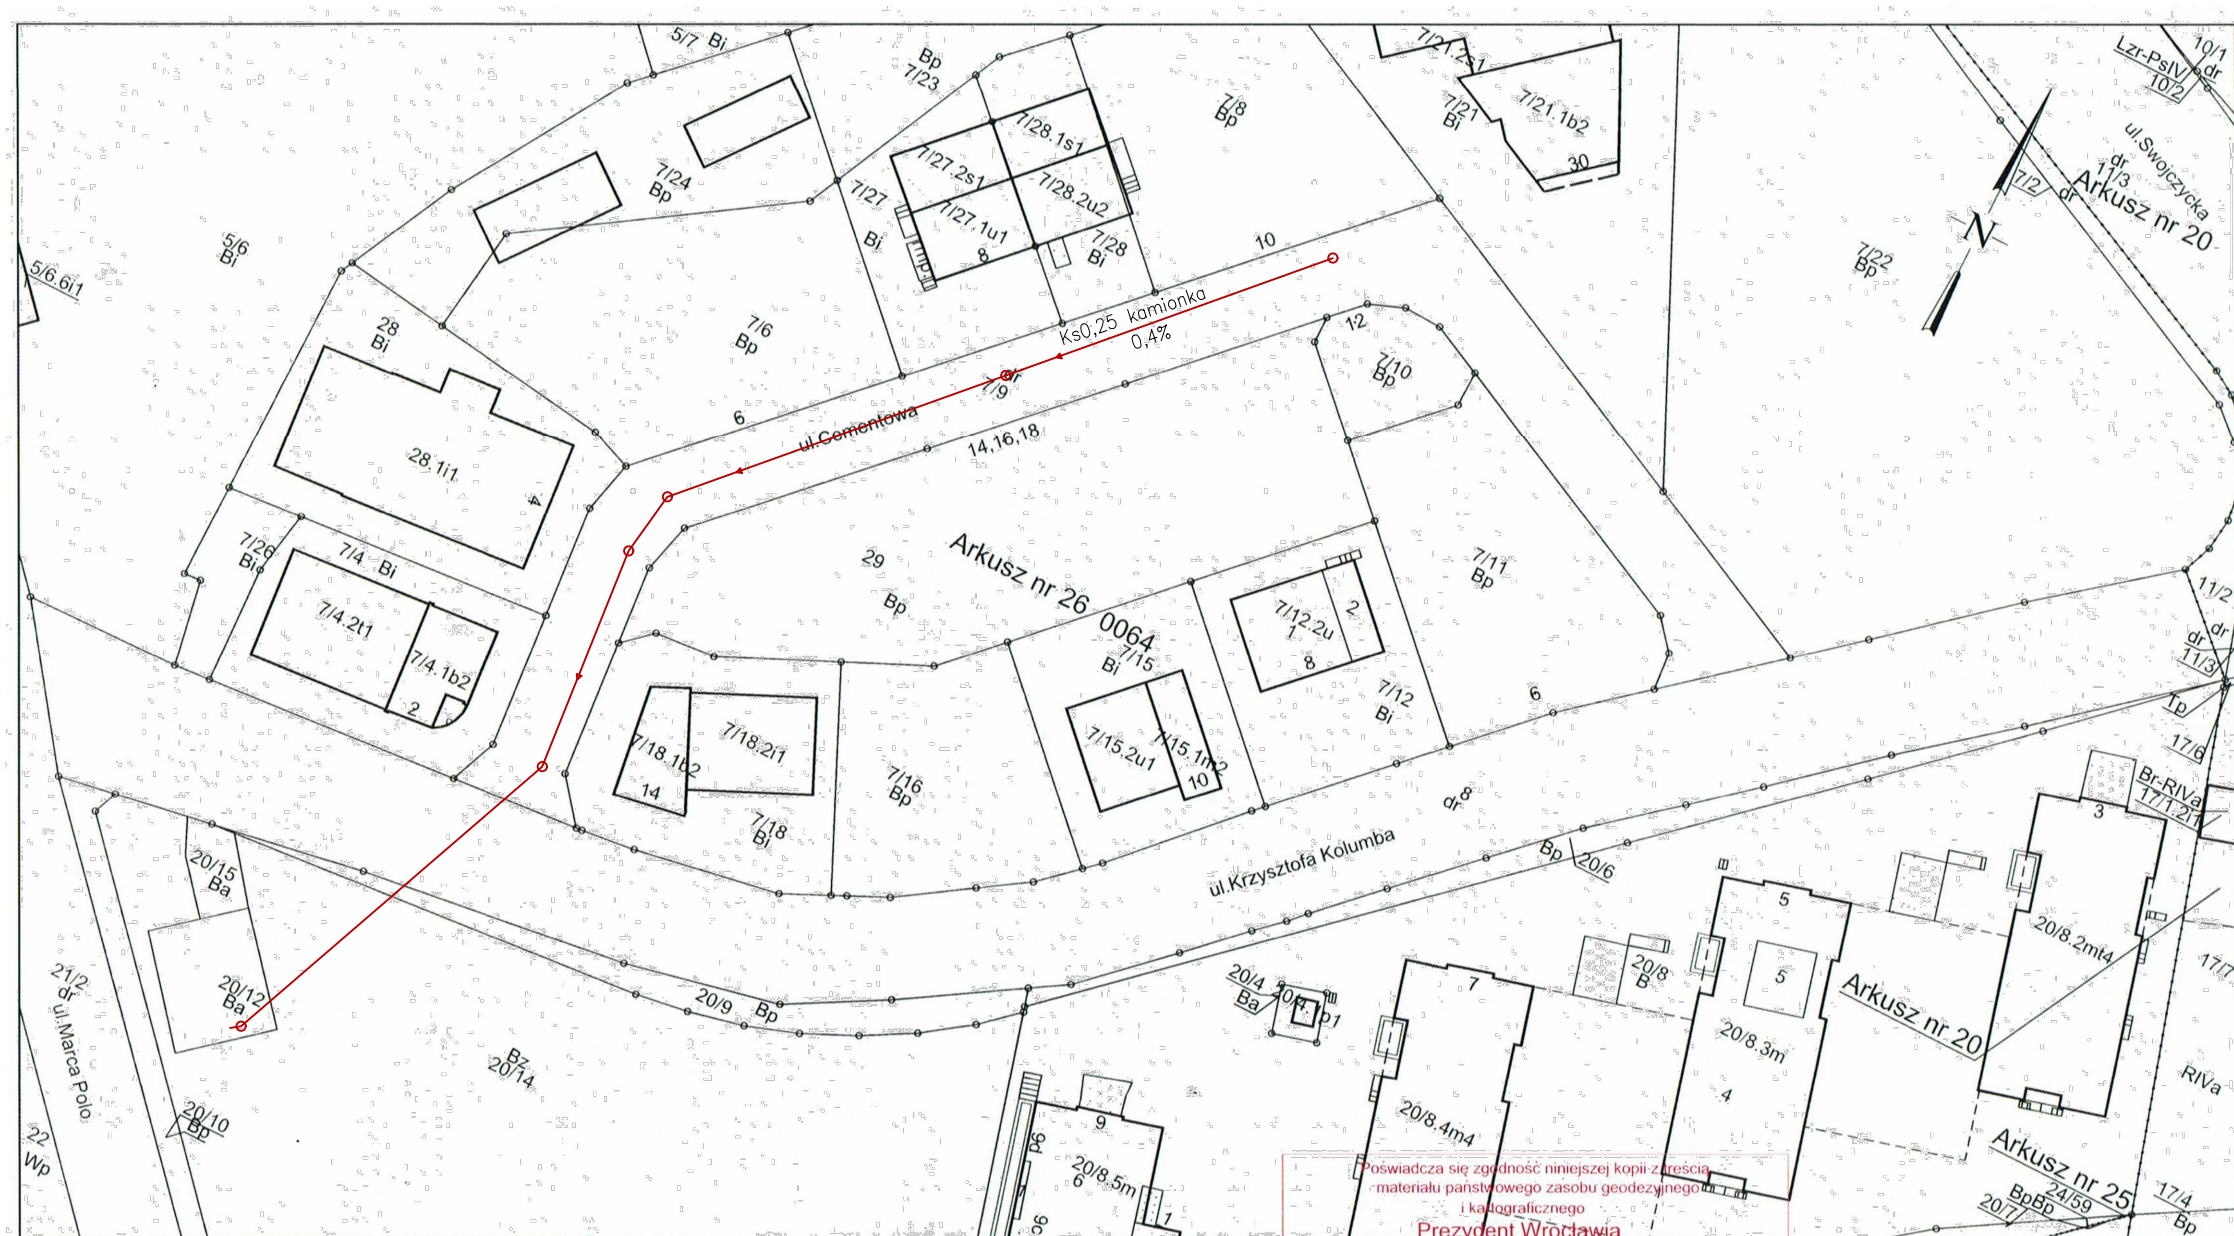 5/7 Bi
Bp
7/23
7/8
Bp
7/21.2s1
7/21
Bi
7/21.1b2
30
Lzr-PsIV
10/2
10/1
dr
ul.Swojczycka
dr
11/3
7/2
dr
Arkusz nr 20
N
7/22
Bp
5/6
Bi
5/6.6i1
7/24
Bp
7/27
Bi
7/27.2s1
7/28.1s1
7/27.1u1
7/28.2u2
8
7/28
Bi
10
Ks0,25 kamionka
0,4%
28
Bi
7/6
Bp
12
7/10
Bp
dr
7/9
6
ul.Cementowa
14,16,18
28.1i1
4
7/26
Bi
7/4 Bi
7/4.2t1
7/4.1b2
2
29
Bp
Arkusz nr 26
0064
7/15
Bi
7/12.2u
1
2
8
7/11
Bp
7/12
Bi
6
7/18.1b2
14
7/18.2i1
7/18
Bi
7/16
Bp
7/15.2u1
7/15.1m2
10
dr
8
ul.Krzysztofa Kolumba
Bp
20/6
11/2
dr
dr
11/3
Tp
17/6
Br-RIVa
17/1.2i1
3
20/15
Ba
20/12
Ba
21/2
dr
ul.Marca Polo
20/10
Bp
22
Wp
20/9
Bp
Bz
20/14
20/4
Ba
7
20/8
B
5
5
20/8.2mt4
17/7
Arkusz nr 20
20/8.3m
4
20/8.4m4
9
9d
20/8.5m
6
9c
1
RIVa
Arkusz nr 25
24/59
BpBp
20/7
17/4
Bp
Poświadcza się zgodność niniejszej kopii z treścią
materiału państwowego zasobu geodezyjnego
i kartograficznego
Prezydent Wrocławia